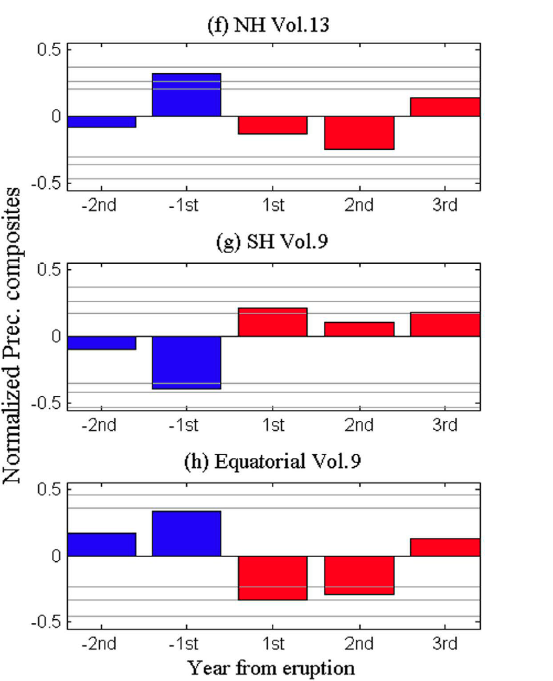 (f) NH Vol.13
0.5
0
-0.5
-2nd -1st 1st 2nd 3rd
(g) SH Vol.9
0.5
0
-0.5
-2nd -1st 1st 2nd 3rd
(h) Equatorial Vol.9
0.5
0
-0.5
-2nd -1st 1st 2nd 3rd
Year from eruption
Normalized Prec. composites